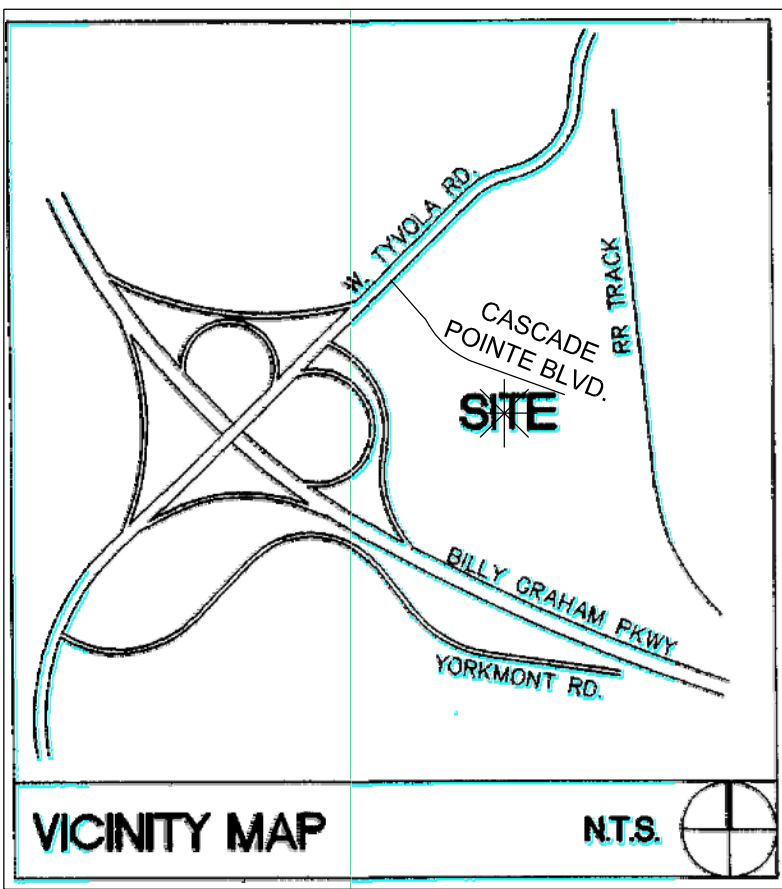 W. TYVOLA RD.
CASCADE
POINTE BLVD.
RR TRACK
SITE
BILLY GRAHAM PKWY
YORKMONT RD.
VICINITY MAP
N.T.S.